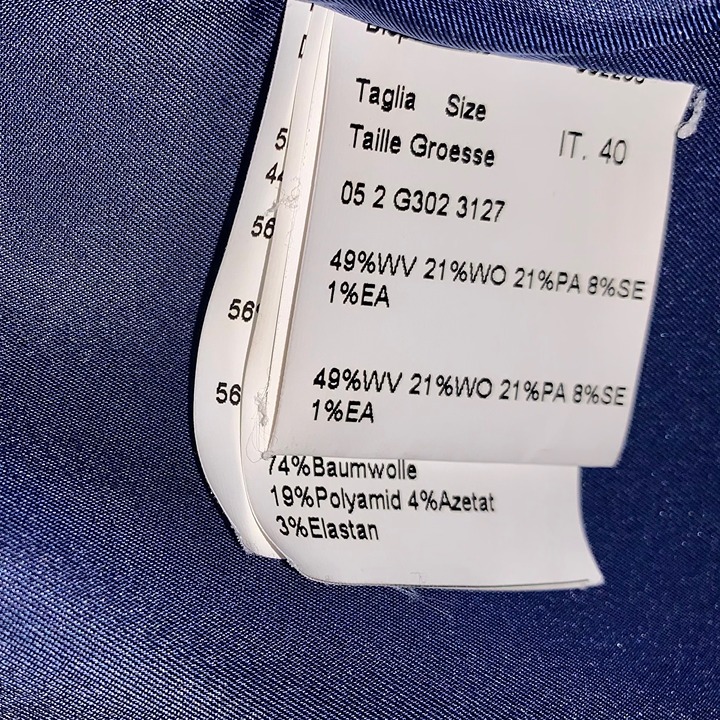 Taglia Size
Taille Groesse IT. 40
05 2 G302 3127
49%WV 21%WO 21%PA 8%SE
1%EA
49%WV 21%WO 21%PA 8%SE
1%EA
74%Baumwolle
19%Polyamid 4%Azetat
3%Elastan